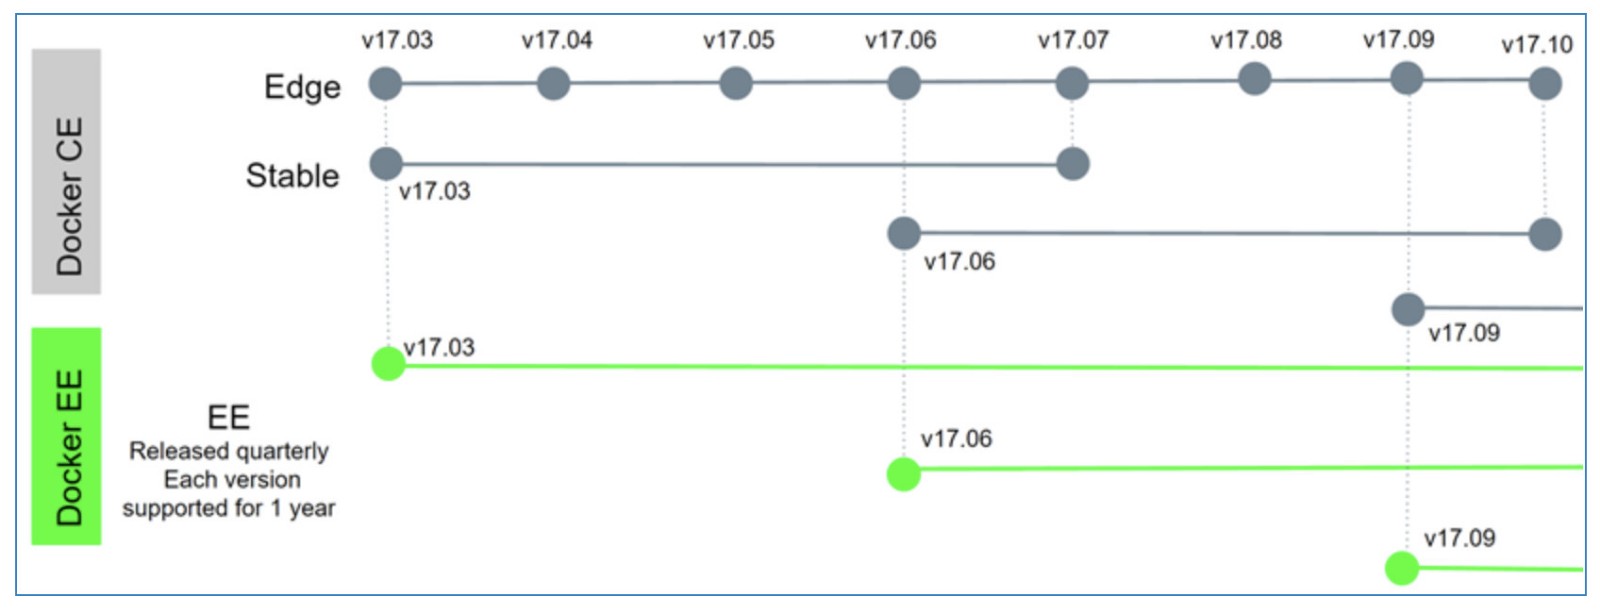 v17.03 v17.04 v17.05 v17.06 v17.07 v17.08 v17.09 v17.10
Docker CE
Edge
Stable
v17.03
v17.06
v17.09
Docker EE
v17.03
EE
Released quarterly
Each version
supported for 1 year
v17.06
v17.09